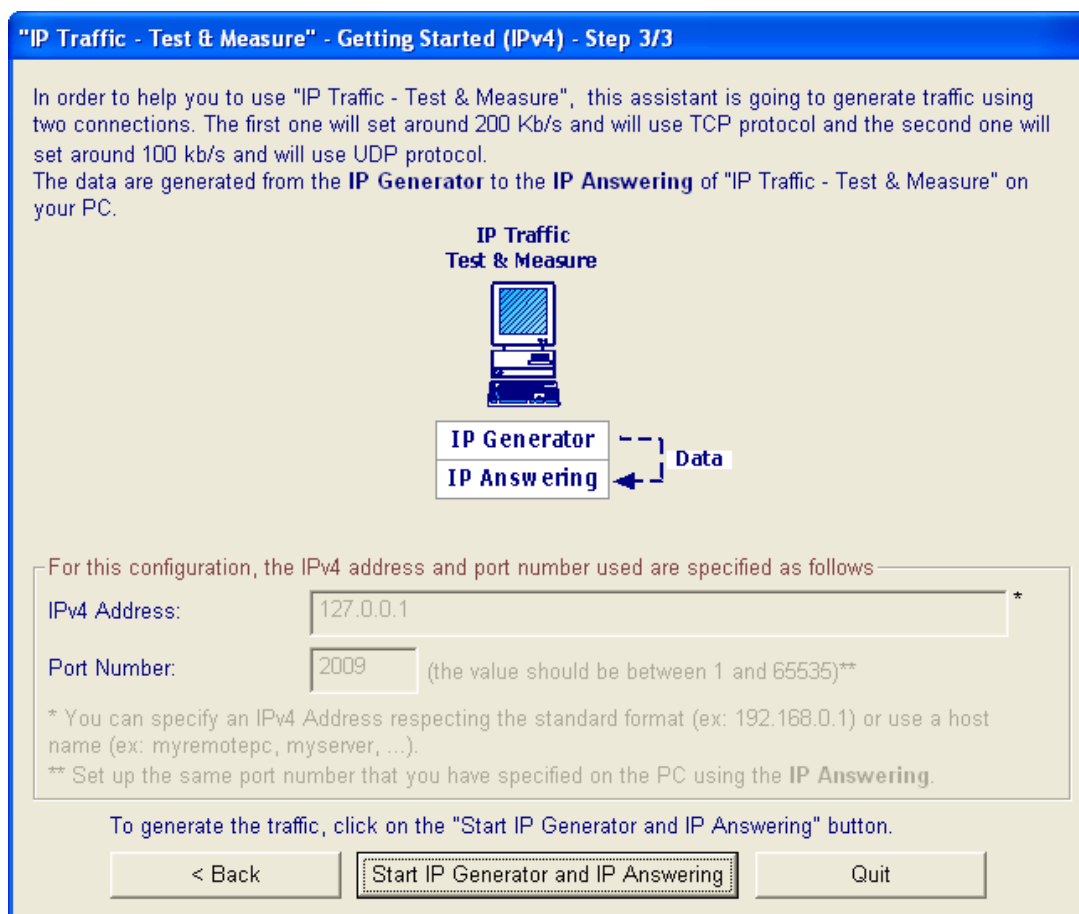 "IP Traffic - Test & Measure" - Getting Started (IPv4) - Step 3/3
In order to help you to use "IP Traffic - Test & Measure", this assistant is going to generate traffic using
two connections. The first one will set around 200 Kb/s and will use TCP protocol and the second one will
set around 100 kb/s and will use UDP protocol.
The data are generated from the IP Generator to the IP Answering of "IP Traffic - Test & Measure" on
your PC.
IP Traffic
Test & Measure
IP Generator
IP Answering
Data
For this configuration, the IPv4 address and port number used are specified as follows
IPv4 Address:
127.0.0.1
*
Port Number:
2009
(the value should be between 1 and 65535)**
* You can specify an IPv4 Address respecting the standard format (ex: 192.168.0.1) or use a host
name (ex: myremotepc, myserver, ...).
** Set up the same port number that you have specified on the PC using the IP Answering.
To generate the traffic, click on the "Start IP Generator and IP Answering" button.
< Back
Start IP Generator and IP Answering
Quit